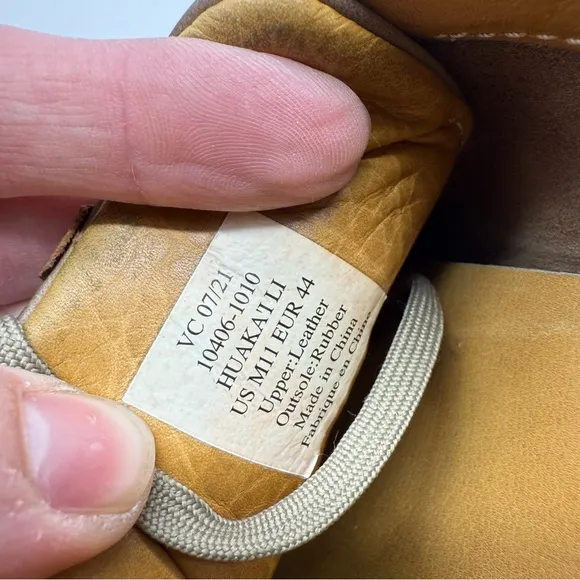 VC 07/21
10406-1010
HUAKA'I LI
US M11 EUR 44
Upper:Leather
Outsole:Rubber
Made in China
Fabrique en Chine